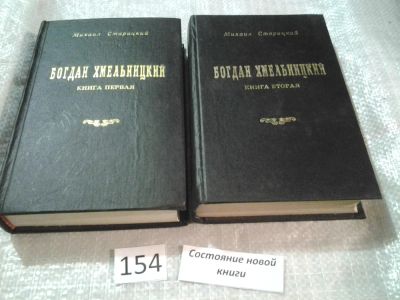 Михаил Старицкий
БОГДАН ХМЕЛЬНИЦКИЙ
КНИГА ПЕРВАЯ
Михаил Старицкий
БОГДАН ХМЕЛЬНИЦКИЙ
КНИГА ВТОРАЯ
154
Состояние новой
книги